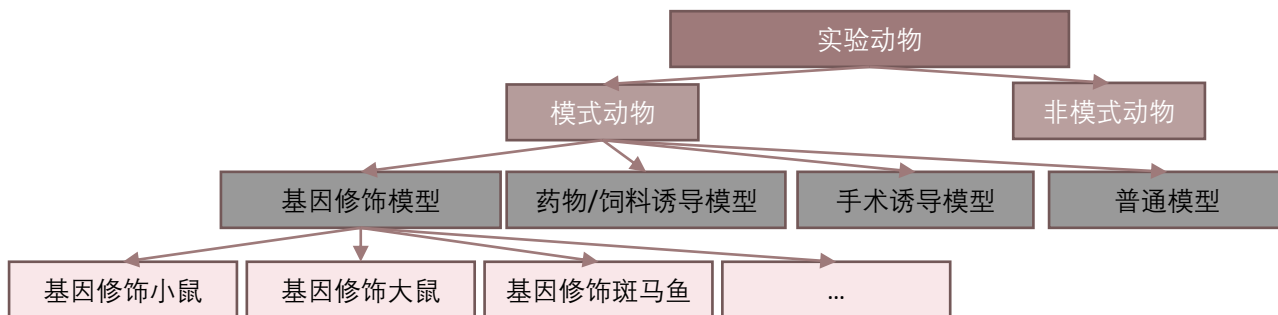 实验动物
模式动物
非模式动物
基因修饰模型
药物/饲料诱导模型
手术诱导模型
普通模型
基因修饰小鼠
基因修饰大鼠
基因修饰斑马鱼
...